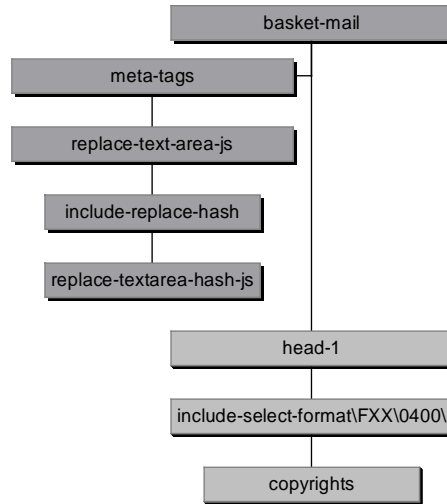 basket-mail
meta-tags
replace-text-area-js
include-replace-hash
replace-textarea-hash-js
head-1
include-select-format\FXX\0400\
copyrights